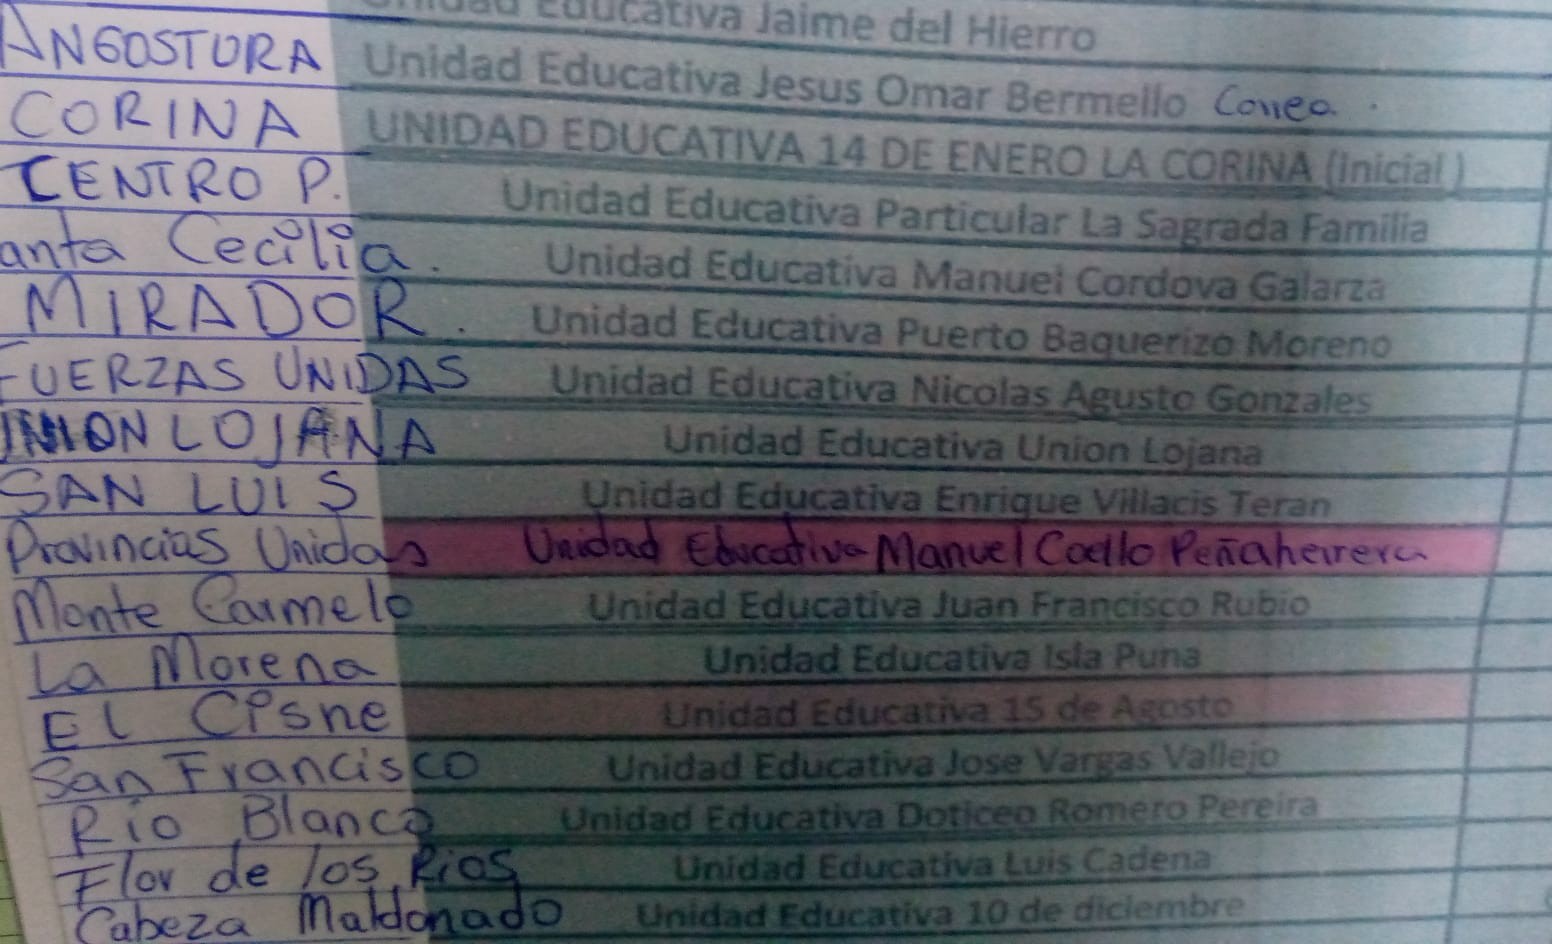 Educativa Jaime del Hierro
ANGOSTURA Unidad Educativa Jesus Omar Bermello Correa.
CORINA UNIDAD EDUCATIVA 14 DE ENERO LA CORINA (Inicial)
CENTRO P. Unidad Educativa Particular La Sagrada Familia
anta Cecilia. Unidad Educativa Manuel Cordova Galarza
MIRADOR. Unidad Educativa Puerto Baquerizo Moreno
FUERZAS UNIDAS Unidad Educativa Nicolas Agusto Gonzales
UNION LOJANA Unidad Educativa Union Lojana
SAN LUIS Unidad Educativa Enrique Villacis Teran
Provincias Unidas Unidad Educativa Manuel Coello Peñaherrera
Monte Carmelo Unidad Educativa Juan Francisco Rubio
La Morena Unidad Educativa Isla Puna
El Cisne Unidad Educativa 15 de Agosto
San Francisco Unidad Educativa Jose Vargas Vallejo
Rio Blanco Unidad Educativa Doticeo Romero Pereira
Flor de los Rios Unidad Educativa Luis Cadena
Cabeza Maldonado Unidad Educativa 10 de diciembre